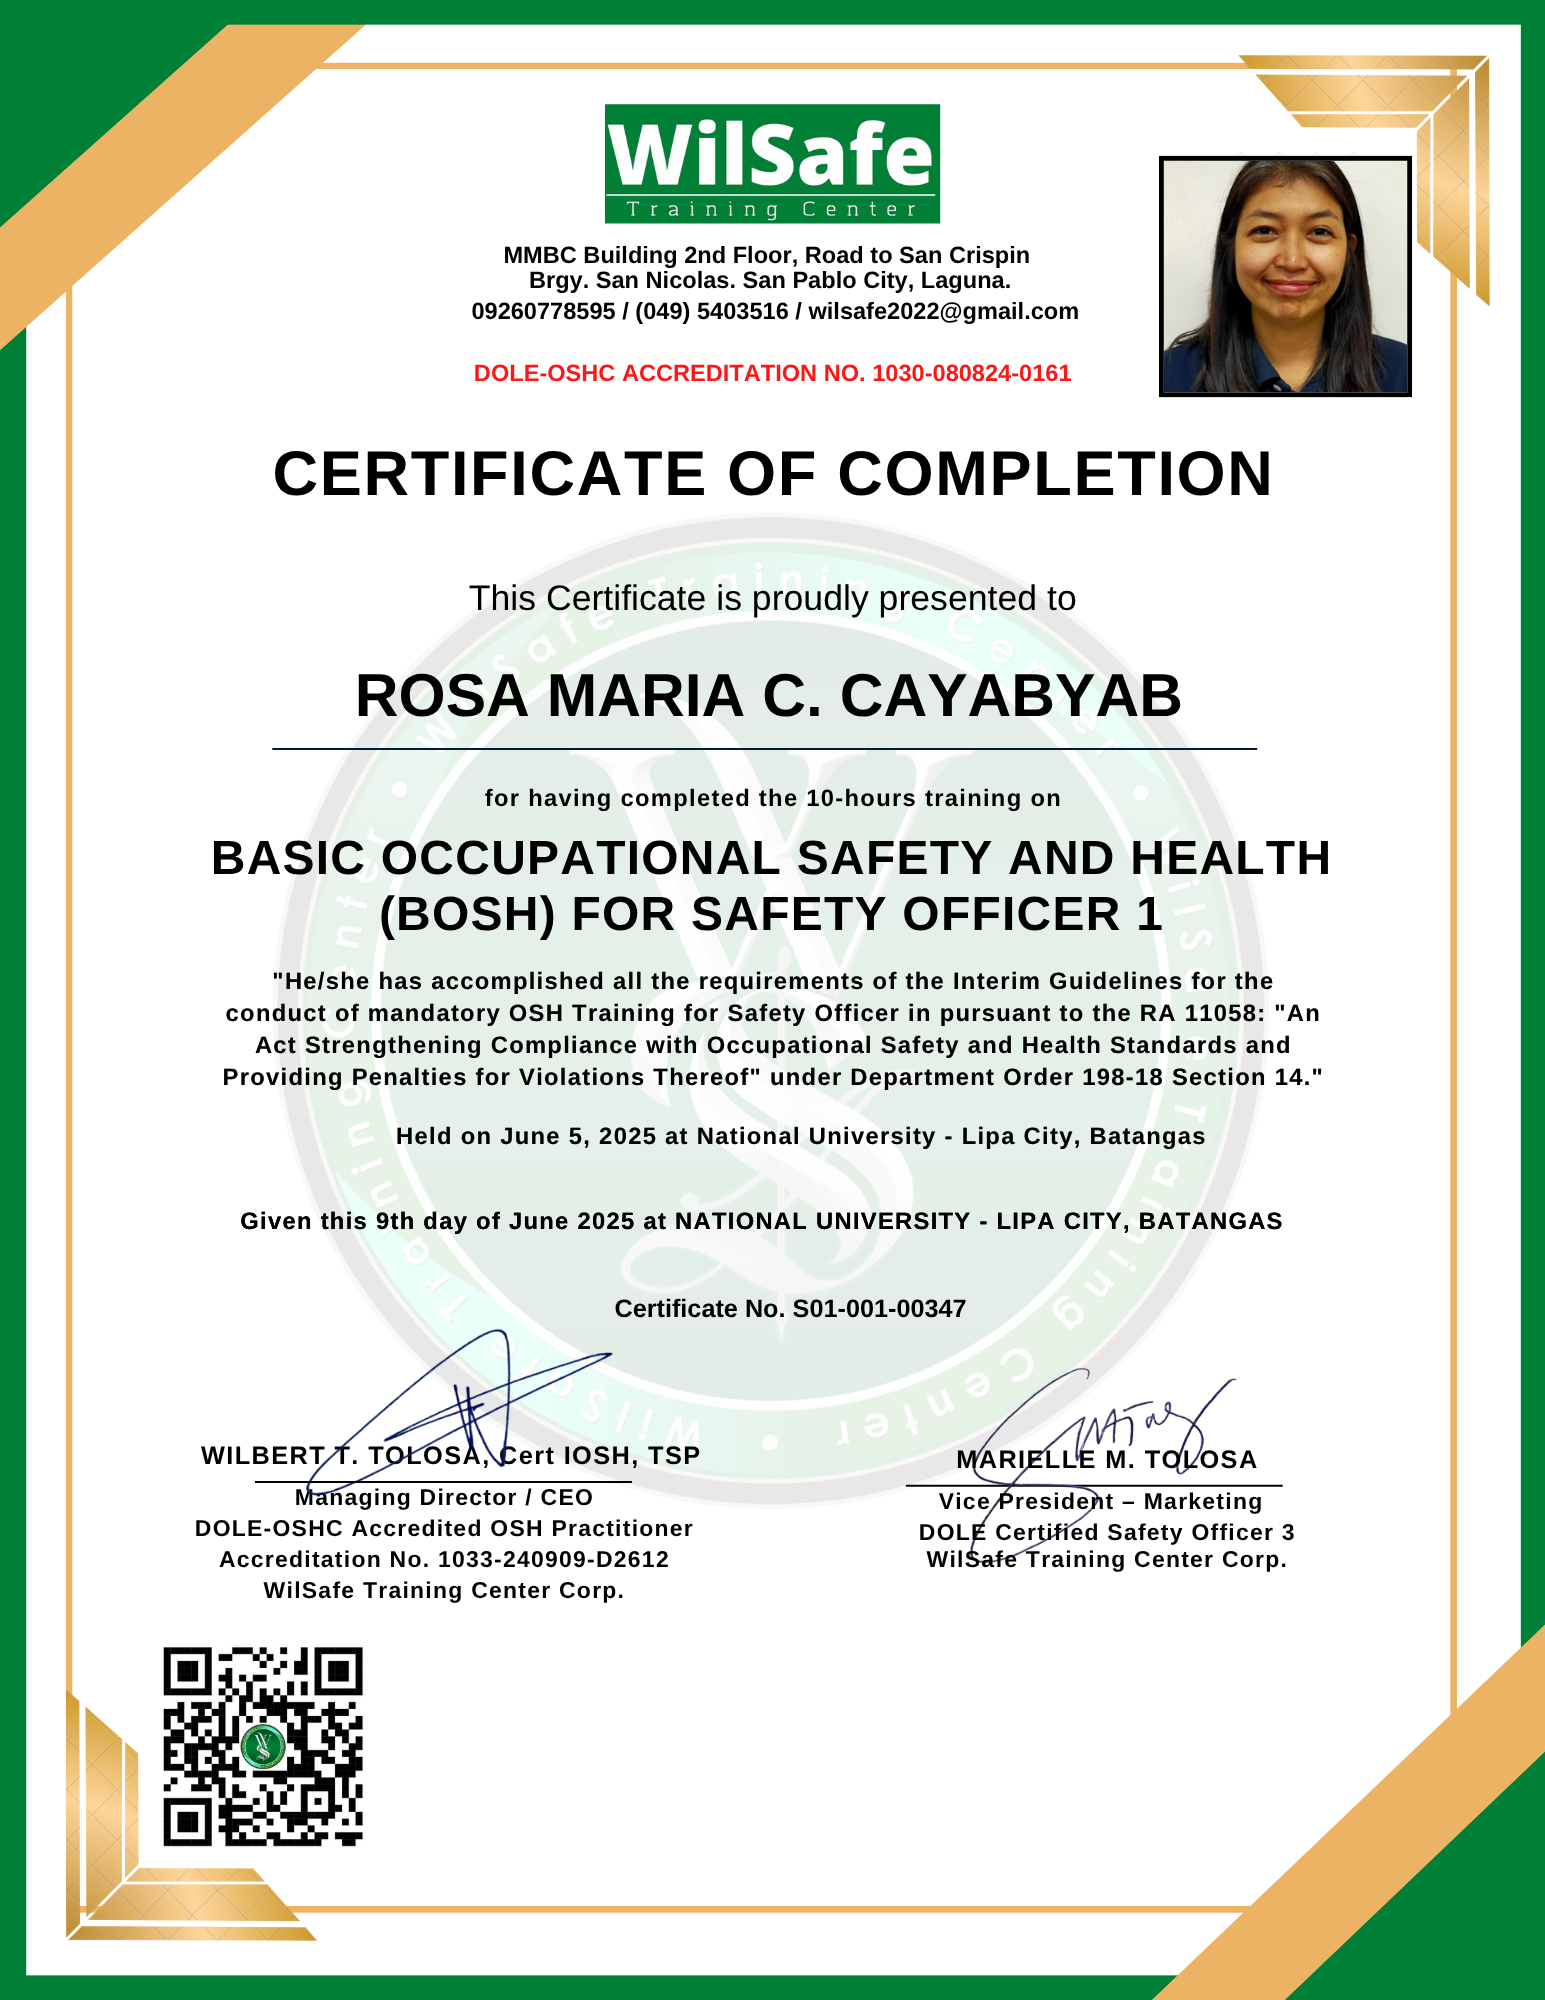 WilSafe
Training Center
MMBC Building 2nd Floor, Road to San Crispin
Brgy. San Nicolas. San Pablo City, Laguna.
09260778595 / (049) 5403516 / wilsafe2022@gmail.com
DOLE-OSHC ACCREDITATION NO. 1030-080824-0161
CERTIFICATE OF COMPLETION
This Certificate is proudly presented to
ROSA MARIA C. CAYABYAB
for having completed the 10-hours training on
BASIC OCCUPATIONAL SAFETY AND HEALTH
(BOSH) FOR SAFETY OFFICER 1
"He/she has accomplished all the requirements of the Interim Guidelines for the
conduct of mandatory OSH Training for Safety Officer in pursuant to the RA 11058: "An
Act Strengthening Compliance with Occupational Safety and Health Standards and
Providing Penalties for Violations Thereof" under Department Order 198-18 Section 14."
Held on June 5, 2025 at National University - Lipa City, Batangas
Given this 9th day of June 2025 at NATIONAL UNIVERSITY - LIPA CITY, BATANGAS
Certificate No. S01-001-00347
WILBERT T. TOLOSA, Cert IOSH, TSP
Managing Director / CEO
DOLE-OSHC Accredited OSH Practitioner
Accreditation No. 1033-240909-D2612
WilSafe Training Center Corp.
MARIELLE M. TOLOSA
Vice President – Marketing
DOLE Certified Safety Officer 3
WilSafe Training Center Corp.
WilSafe Training Center • WilSafe Training Center • WilSafe Training Center •